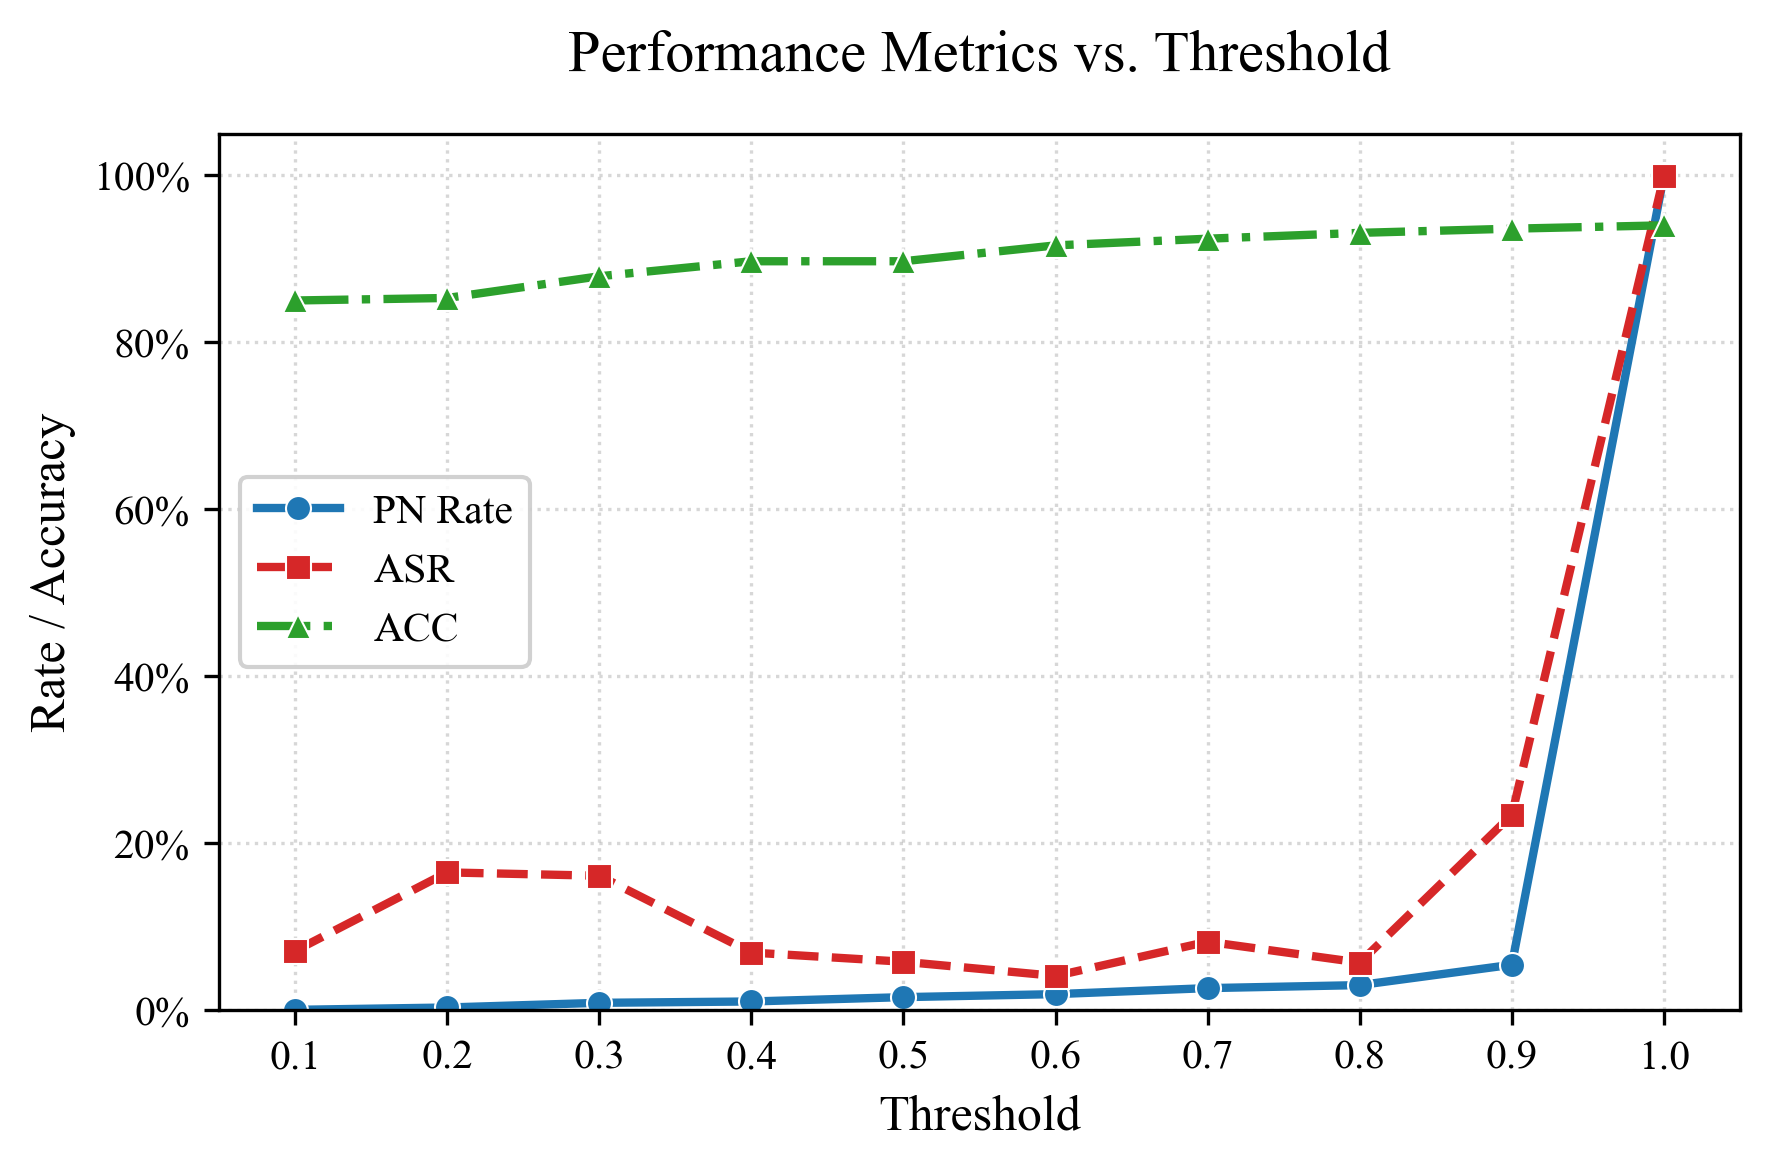 Performance Metrics vs. Threshold
Rate / Accuracy
100%
80%
60%
40%
20%
0%
PN Rate
ASR
ACC
0.1 0.2 0.3 0.4 0.5 0.6 0.7 0.8 0.9 1.0
Threshold